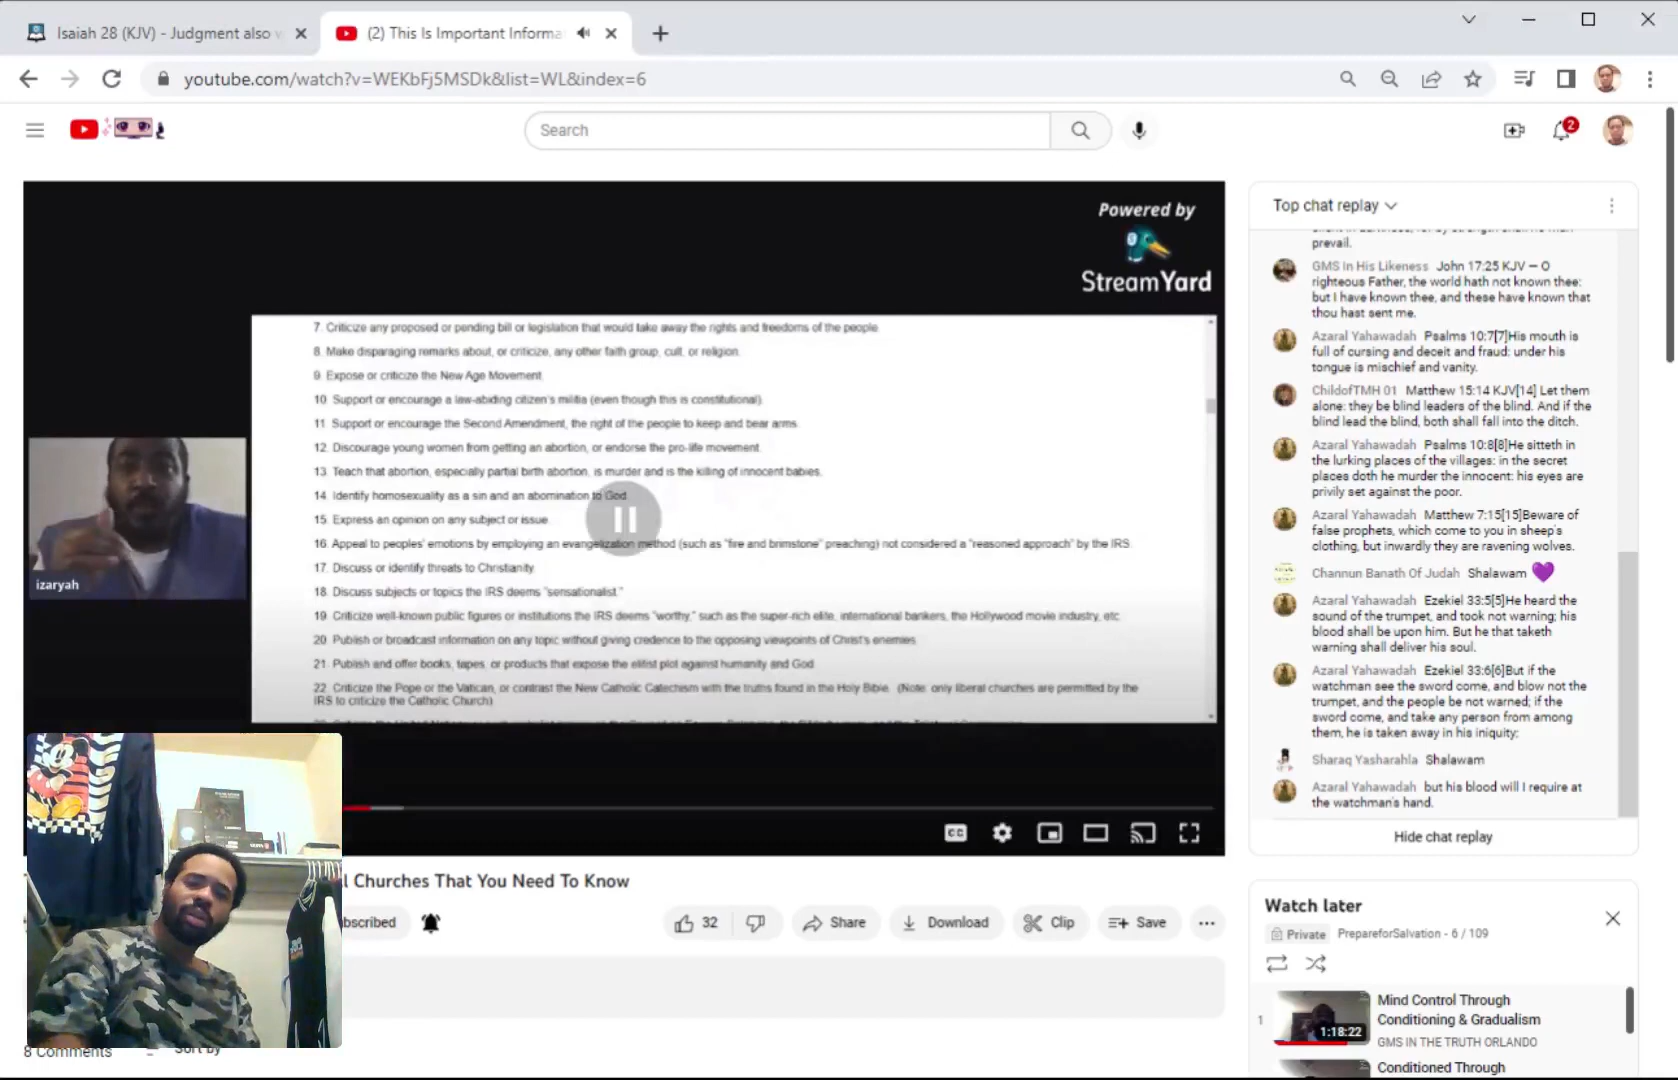 Isaiah 28 (KJV) - Judgment also
(2) This Is Important Informa
youtube.com/watch?v=WEKbFj5MSDk&list=WL&index=6
Search
2
Powered by
StreamYard
7. Criticize any proposed or pending bill or legislation that would take away the rights and freedoms of the people.
8. Make disparaging remarks about, or criticize, any other faith group, cult, or religion.
9. Expose or criticize the New Age Movement.
10. Support or encourage a law-abiding citizen's militia (even though this is constitutional).
11. Support or encourage the Second Amendment, the right of the people to keep and bear arms.
12. Discourage young women from getting an abortion, or endorse the pro-life movement.
13. Teach that abortion, especially partial birth abortion, is murder and is the killing of innocent babies.
14. Identify homosexuality as a sin and an abomination to God.
15. Express an opinion on any subject or issue.
16. Appeal to peoples' emotions by employing an evangelization method (such as "fire and brimstone" preaching) not considered a "reasoned approach" by the IRS.
17. Discuss or identify threats to Christianity.
18. Discuss subjects or topics the IRS deems "sensationalist."
19. Criticize well-known public figures or institutions the IRS deems "worthy," such as the super-rich elite, international bankers, the Hollywood movie industry, etc.
20. Publish or broadcast information on any topic without giving credence to the opposing viewpoints of Christ's enemies.
21. Publish and offer books, tapes, or products that expose the elitist plot against humanity and God.
22. Criticize the Pope or the Vatican, or contrast the New Catholic Catechism with the truths found in the Holy Bible. (Note: only liberal churches are permitted by the
IRS to criticize the Catholic Church)
izaryah
CC
l Churches That You Need To Know
bscribed
32
Share
Download
Clip
Save
8 Comments
Sort by
Top chat replay
prevail.
GMS In His Likeness John 17:25 KJV — O
righteous Father, the world hath not known thee:
but I have known thee, and these have known that
thou hast sent me.
Azaral Yahawadah Psalms 10:7[7]His mouth is
full of cursing and deceit and fraud: under his
tongue is mischief and vanity.
ChildofTMH 01 Matthew 15:14 KJV[14] Let them
alone: they be blind leaders of the blind. And if the
blind lead the blind, both shall fall into the ditch.
Azaral Yahawadah Psalms 10:8[8]He sitteth in
the lurking places of the villages: in the secret
places doth he murder the innocent: his eyes are
privily set against the poor.
Azaral Yahawadah Matthew 7:15[15]Beware of
false prophets, which come to you in sheep's
clothing, but inwardly they are ravening wolves.
Channun Banath Of Judah Shalawam
Azaral Yahawadah Ezekiel 33:5[5]He heard the
sound of the trumpet, and took not warning; his
blood shall be upon him. But he that taketh
warning shall deliver his soul.
Azaral Yahawadah Ezekiel 33:6[6]But if the
watchman see the sword come, and blow not the
trumpet, and the people be not warned; if the
sword come, and take any person from among
them, he is taken away in his iniquity;
Sharaq Yasharahla Shalawam
Azaral Yahawadah but his blood will I require at
the watchman's hand.
Hide chat replay
Watch later
Private PrepareforSalvation - 6 / 109
1
1:18:22
Mind Control Through
Conditioning & Gradualism
GMS IN THE TRUTH ORLANDO
Conditioned Through